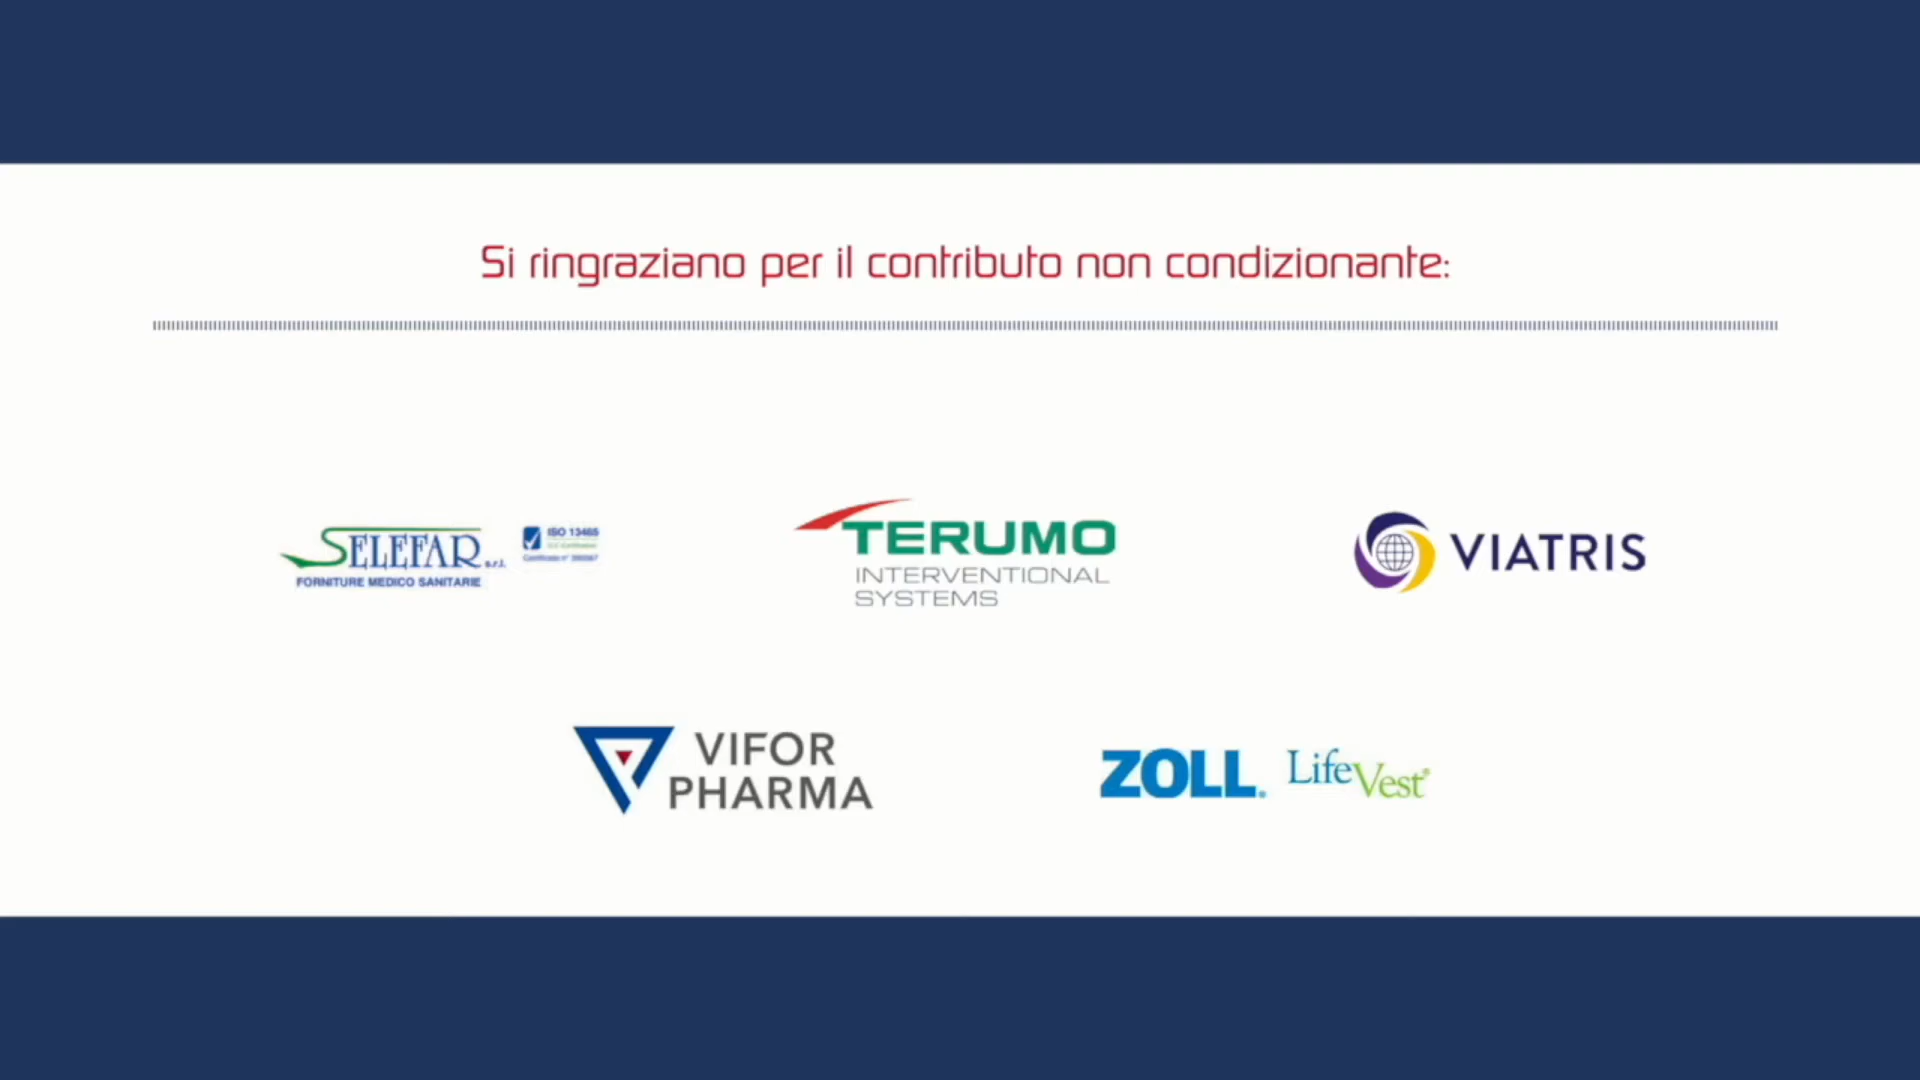 Si ringraziano per il contributo non condizionante:
SELEFAR s.r.l.
FORNITURE MEDICO SANITARIE
ISO 13485
TERUMO
INTERVENTIONAL
SYSTEMS
VIATRIS
VIFOR
PHARMA
ZOLL® LifeVest®